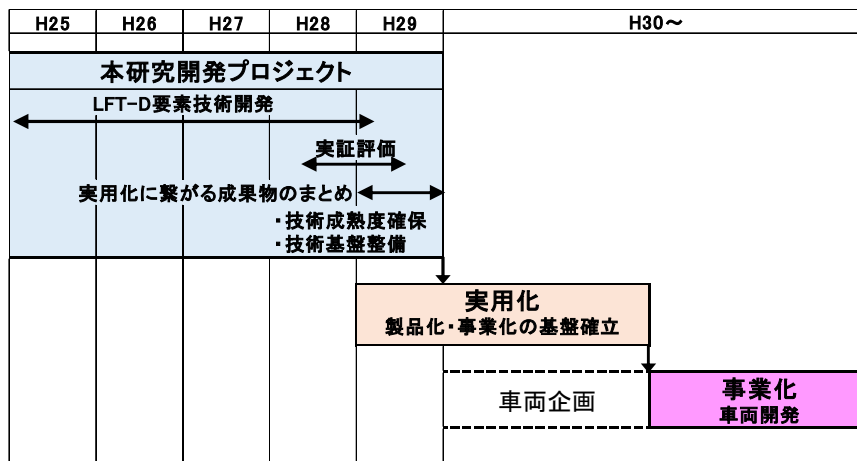 H25 H26 H27 H28 H29 H30～
本研究開発プロジェクト
LFT-D要素技術開発
実証評価
実用化に繋がる成果物のまとめ
・技術成熟度確保
・技術基盤整備
実用化
製品化・事業化の基盤確立
車両企画
事業化
車両開発